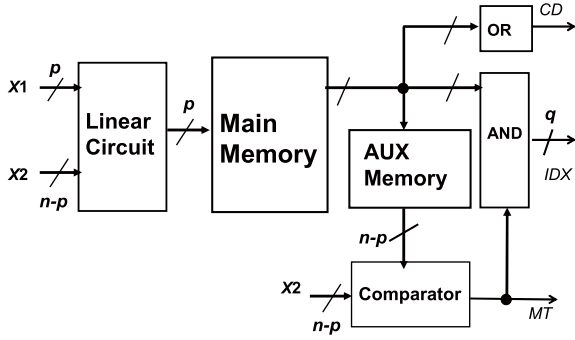 CD
OR
X1
p
Linear
Circuit
p
Main
Memory
AND
q
IDX
X2
n-p
AUX
Memory
n-p
X2
n-p
Comparator
MT